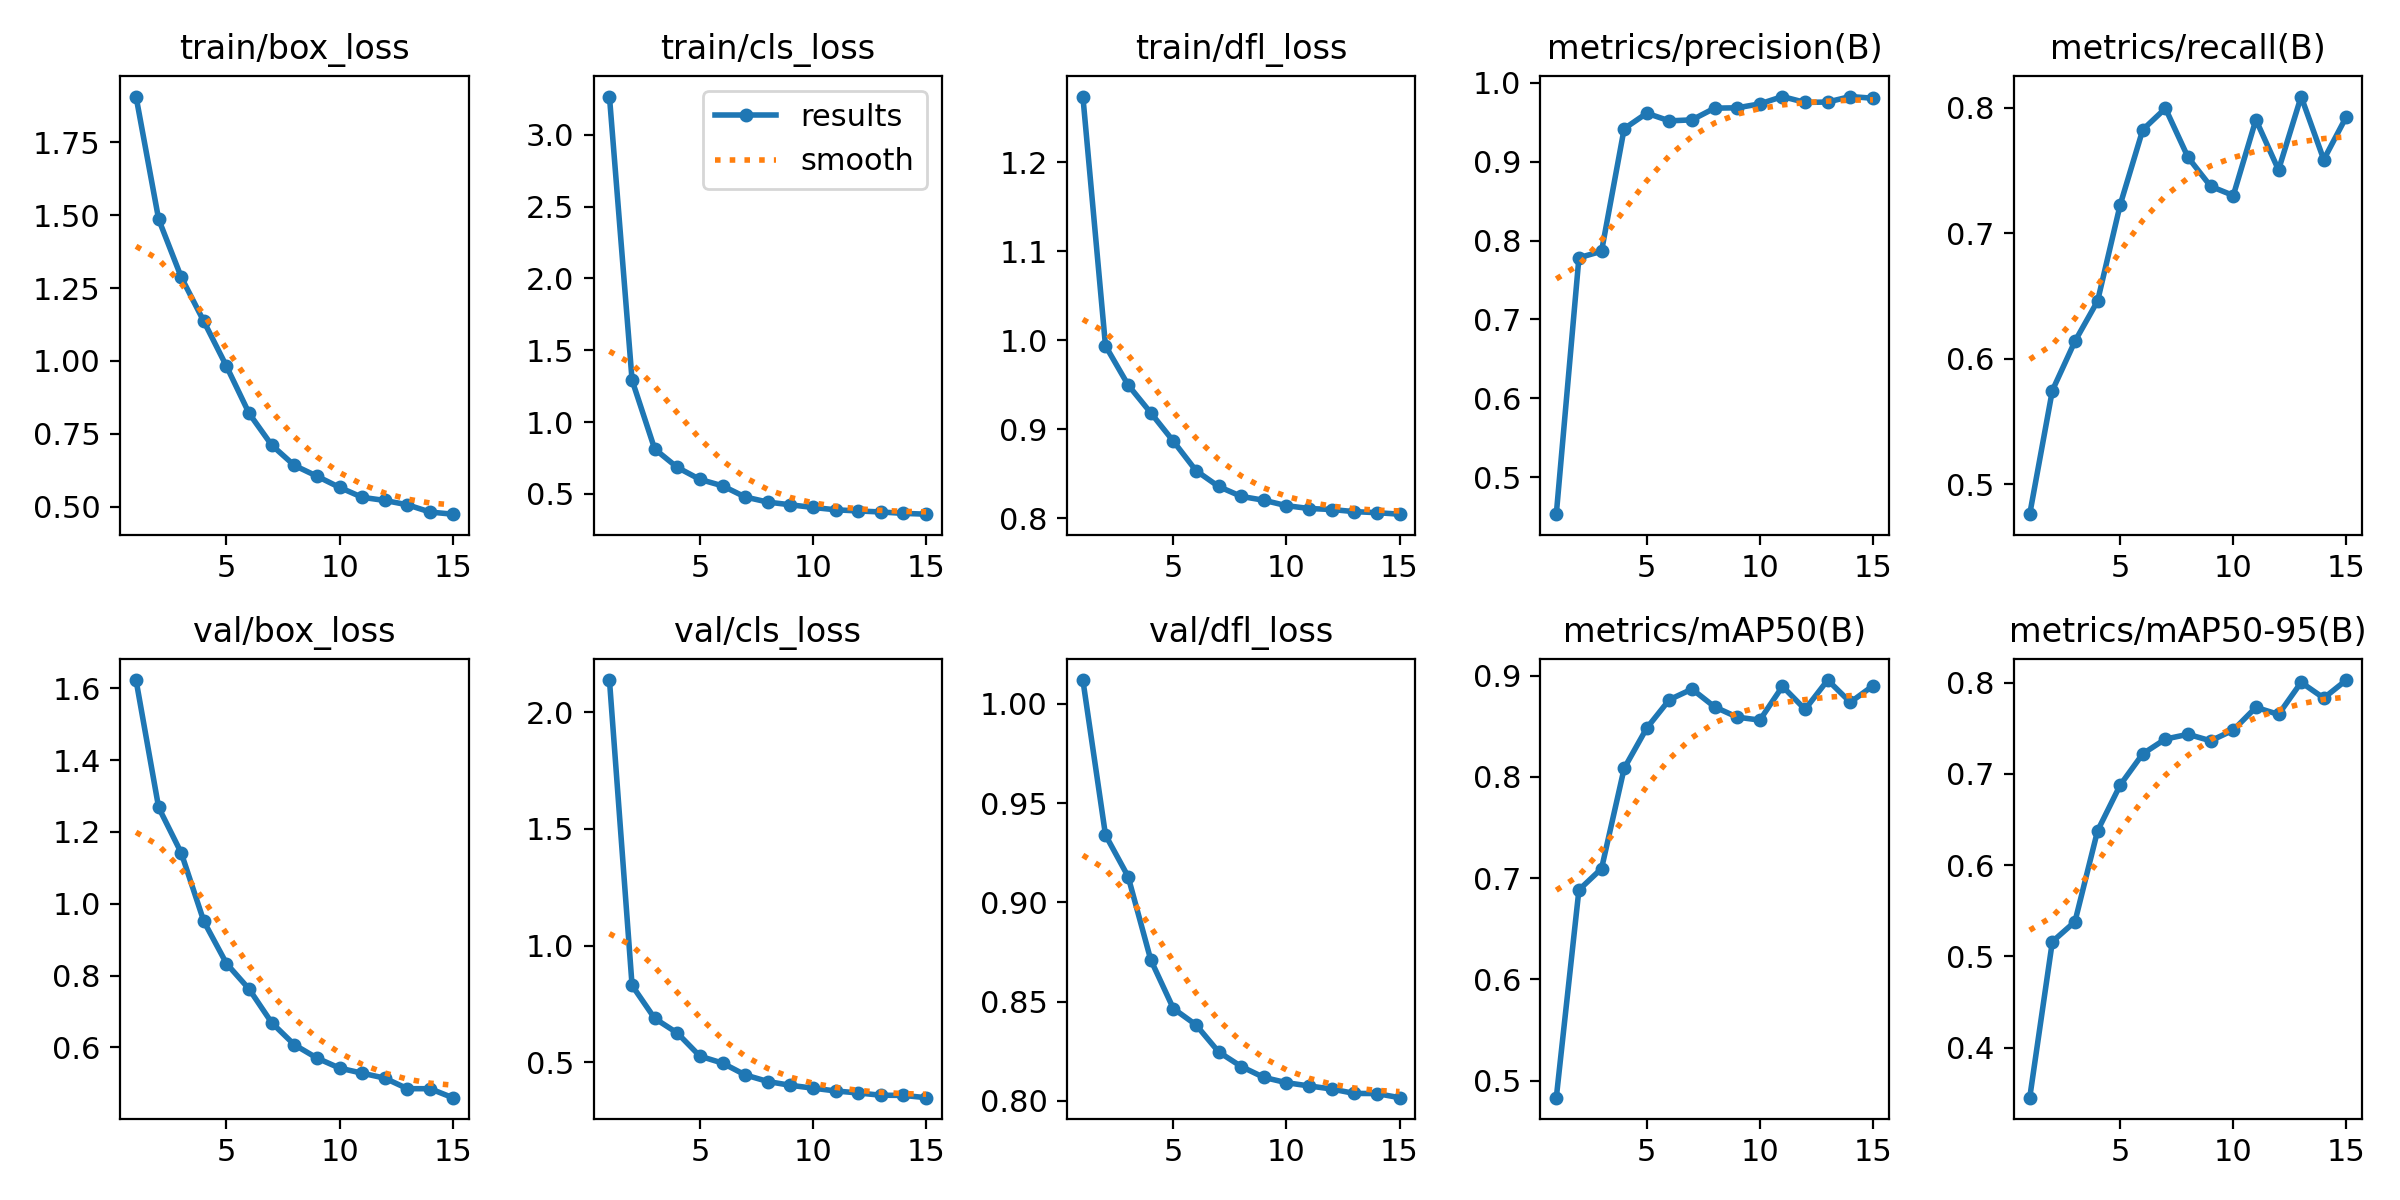 train/box_loss
1.75
1.50
1.25
1.00
0.75
0.50
5 10 15
train/cls_loss
results
smooth
3.0
2.5
2.0
1.5
1.0
0.5
5 10 15
train/dfl_loss
1.2
1.1
1.0
0.9
0.8
5 10 15
metrics/precision(B)
1.0
0.9
0.8
0.7
0.6
0.5
5 10 15
metrics/recall(B)
0.8
0.7
0.6
0.5
5 10 15
val/box_loss
1.6
1.4
1.2
1.0
0.8
0.6
5 10 15
val/cls_loss
2.0
1.5
1.0
0.5
5 10 15
val/dfl_loss
1.00
0.95
0.90
0.85
0.80
5 10 15
metrics/mAP50(B)
0.9
0.8
0.7
0.6
0.5
5 10 15
metrics/mAP50-95(B)
0.8
0.7
0.6
0.5
0.4
5 10 15